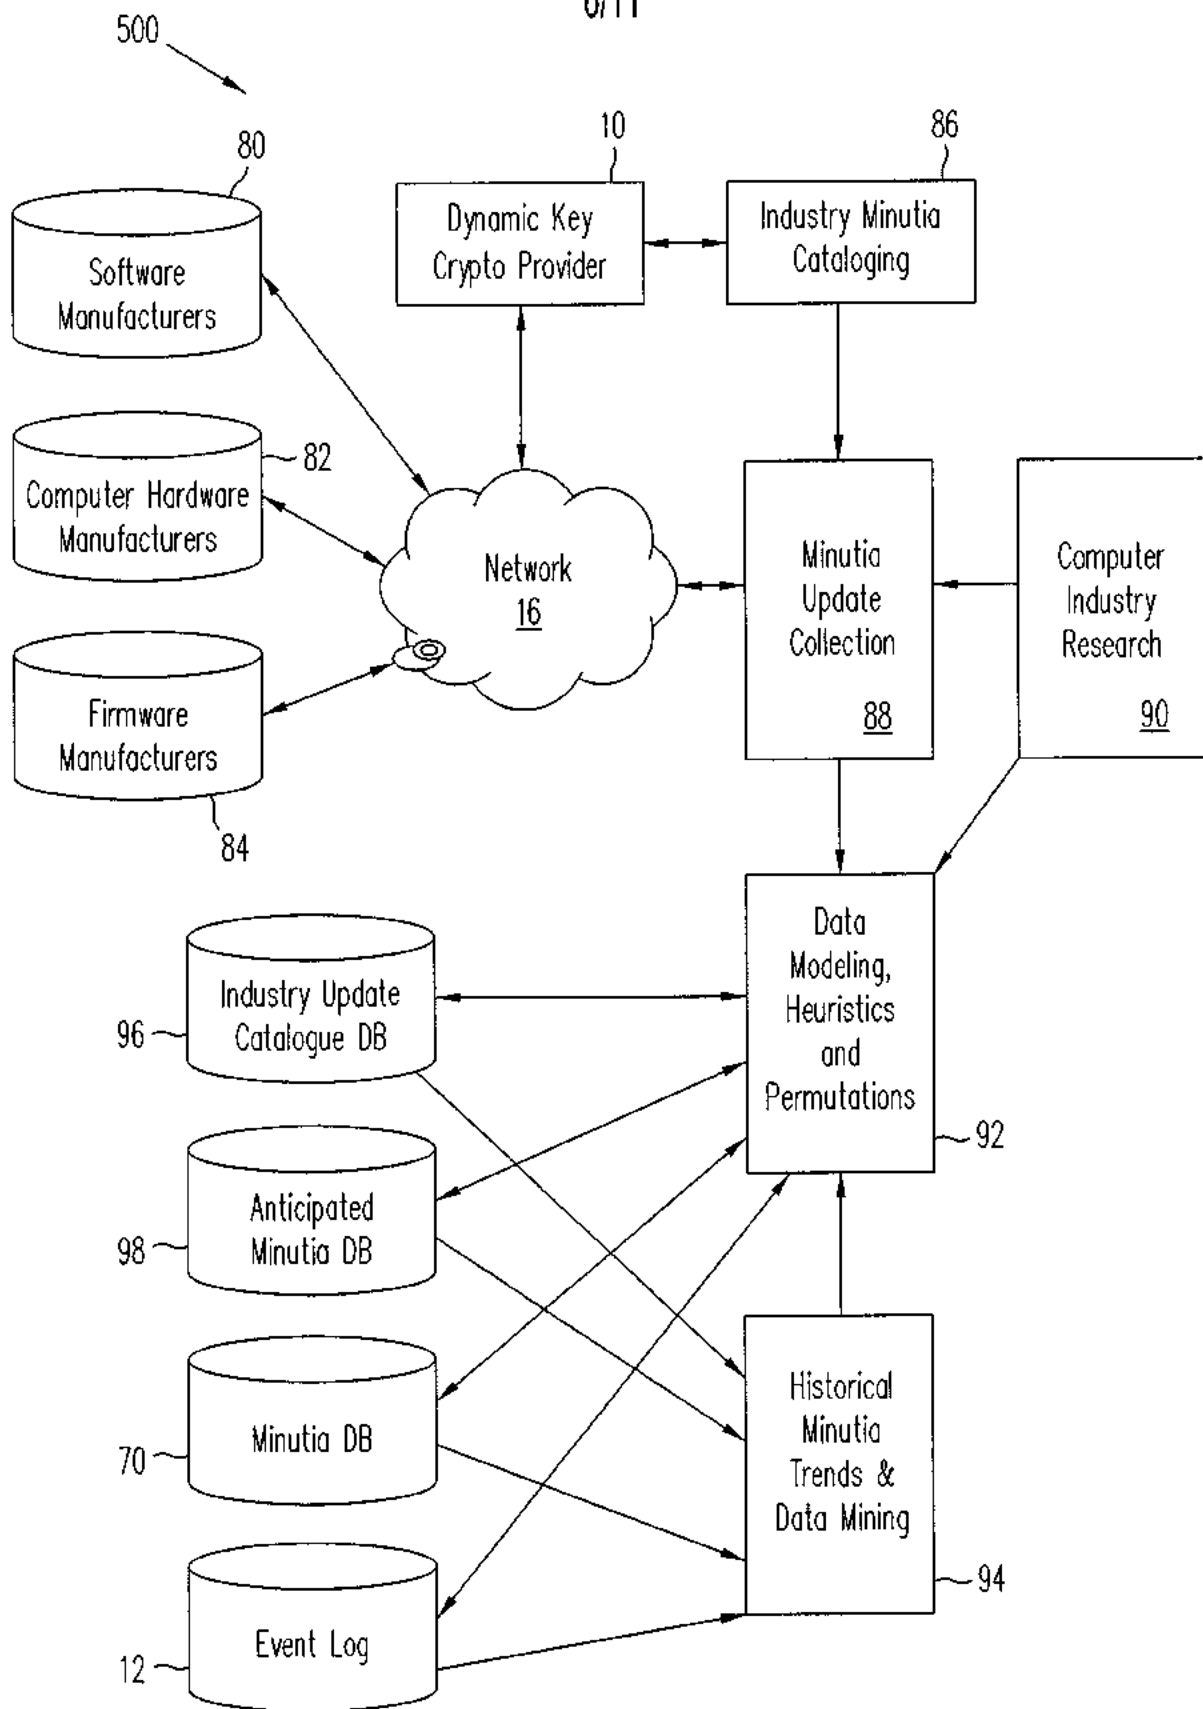 500
80
10
86
Software
Manufacturers
Dynamic Key
Crypto Provider
Industry Minutia
Cataloging
82
Computer Hardware
Manufacturers
Network
16
Minutia
Update
Collection
88
Computer
Industry
Research
90
Firmware
Manufacturers
84
Industry Update
Catalogue DB
96
Data
Modeling,
Heuristics
and
Permutations
92
Anticipated
Minutia DB
98
Minutia DB
70
Historical
Minutia
Trends &
Data Mining
94
Event Log
12